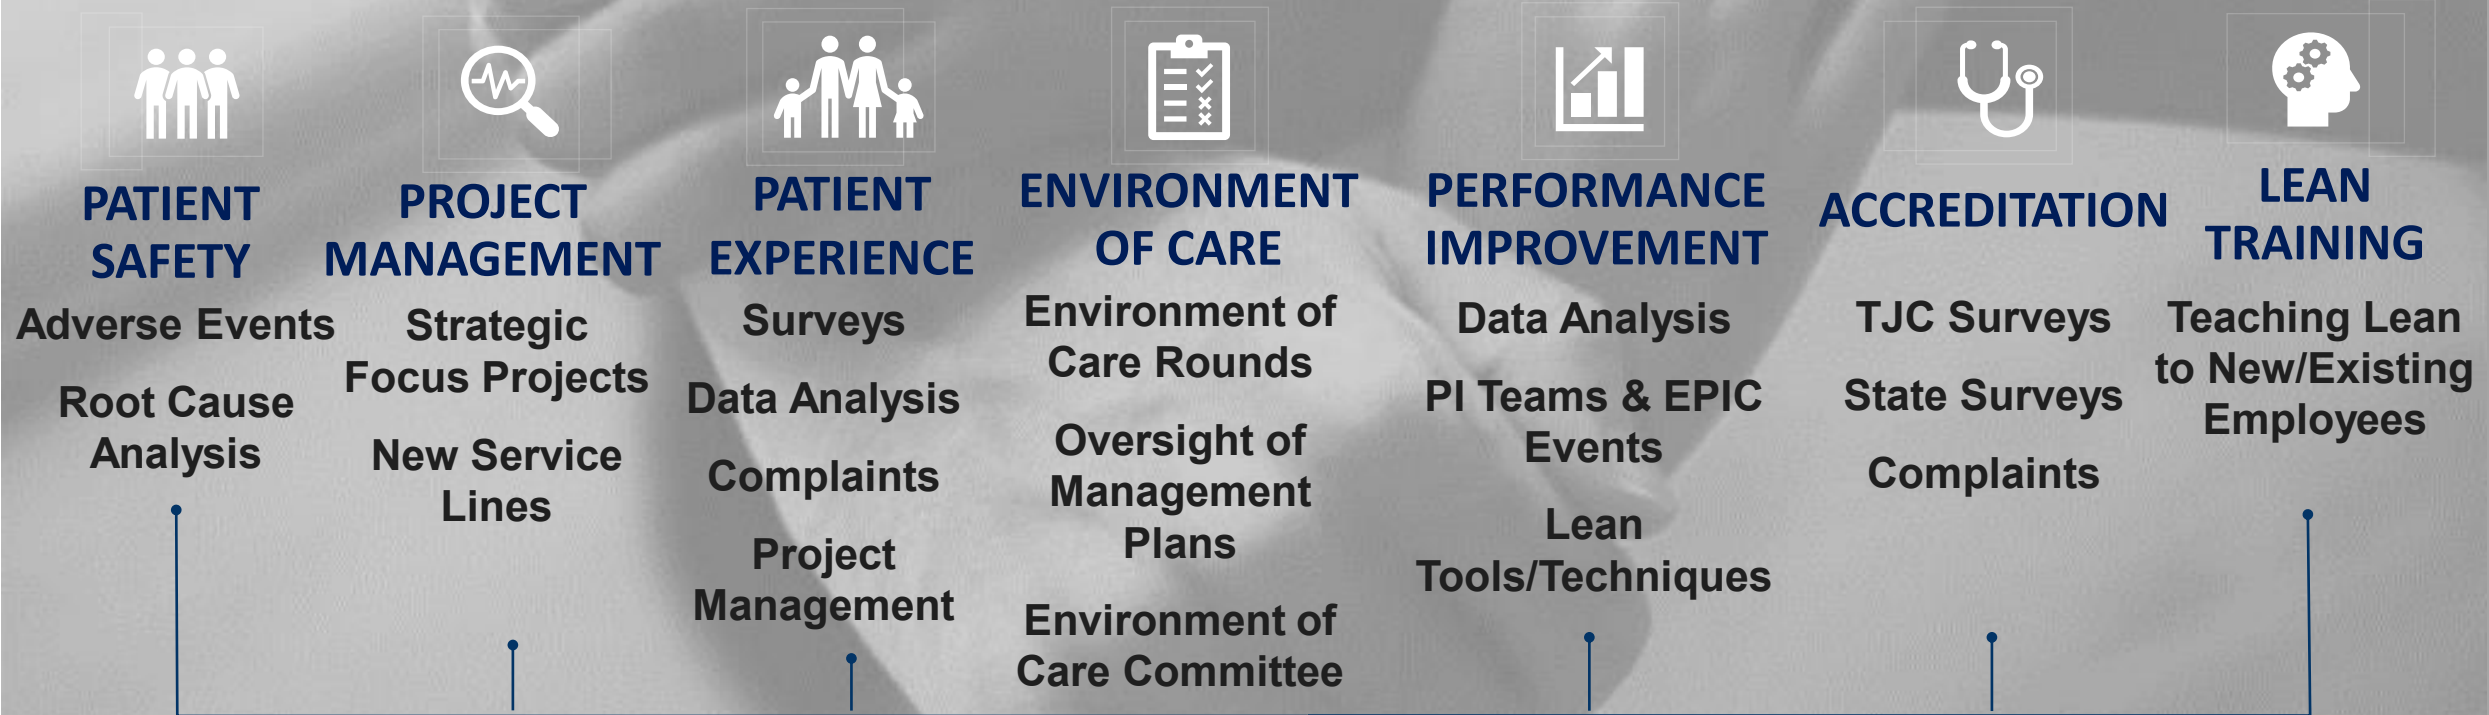 PATIENT
SAFETY
Adverse Events
Root Cause
Analysis
PROJECT
MANAGEMENT
Strategic
Focus Projects
New Service
Lines
PATIENT
EXPERIENCE
Surveys
Data Analysis
Complaints
Project
Management
ENVIRONMENT
OF CARE
Environment of
Care Rounds
Oversight of
Management
Plans
Environment of
Care Committee
PERFORMANCE
IMPROVEMENT
Data Analysis
PI Teams & EPIC
Events
Lean
Tools/Techniques
ACCREDITATION
TJC Surveys
State Surveys
Complaints
LEAN
TRAINING
Teaching Lean
to New/Existing
Employees